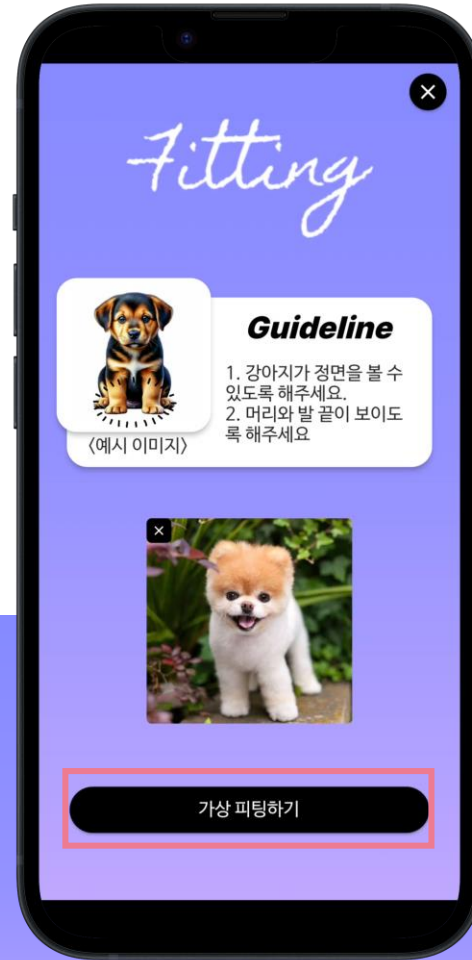 Fitting
Guideline
1. 강아지가 정면을 볼 수
있도록 해주세요.
2. 머리와 발 끝이 보이도
록 해주세요
〈예시 이미지〉
가상 피팅하기